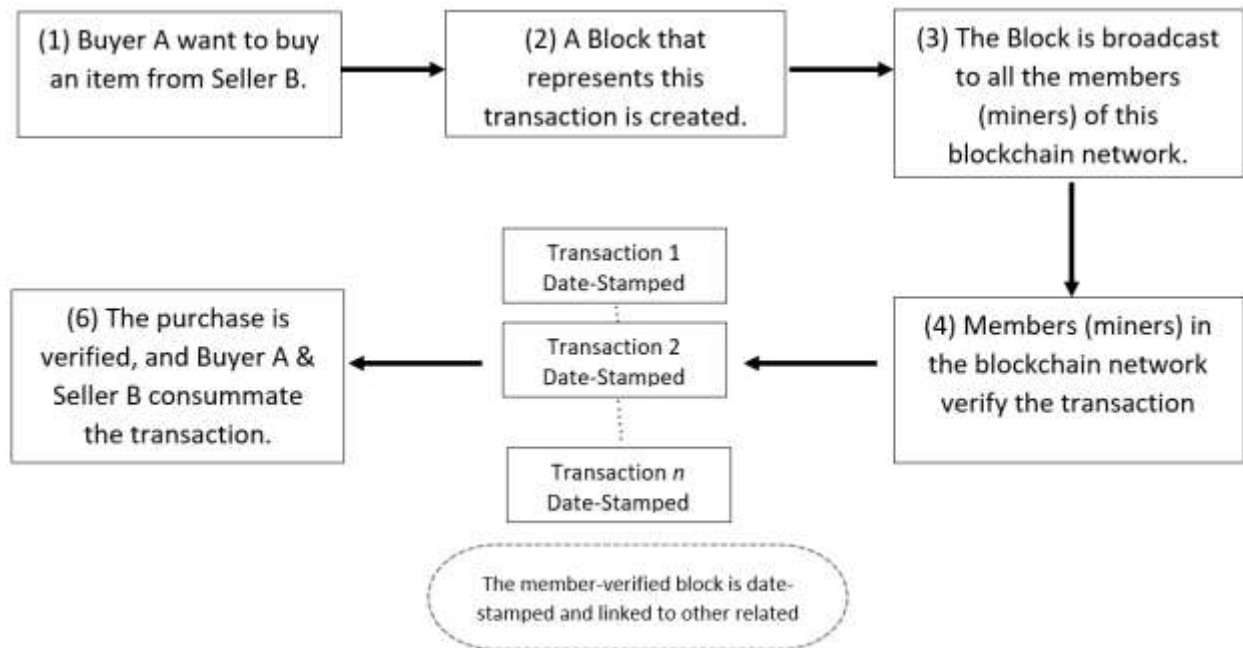 (1) Buyer A want to buy
an item from Seller B.
(2) A Block that
represents this
transaction is created.
(3) The Block is broadcast
to all the members
(miners) of this
blockchain network.
(4) Members (miners) in
the blockchain network
verify the transaction
Transaction 1
Date-Stamped
Transaction 2
Date-Stamped
Transaction n
Date-Stamped
The member-verified block is date-
stamped and linked to other related
(6) The purchase is
verified, and Buyer A &
Seller B consummate
the transaction.